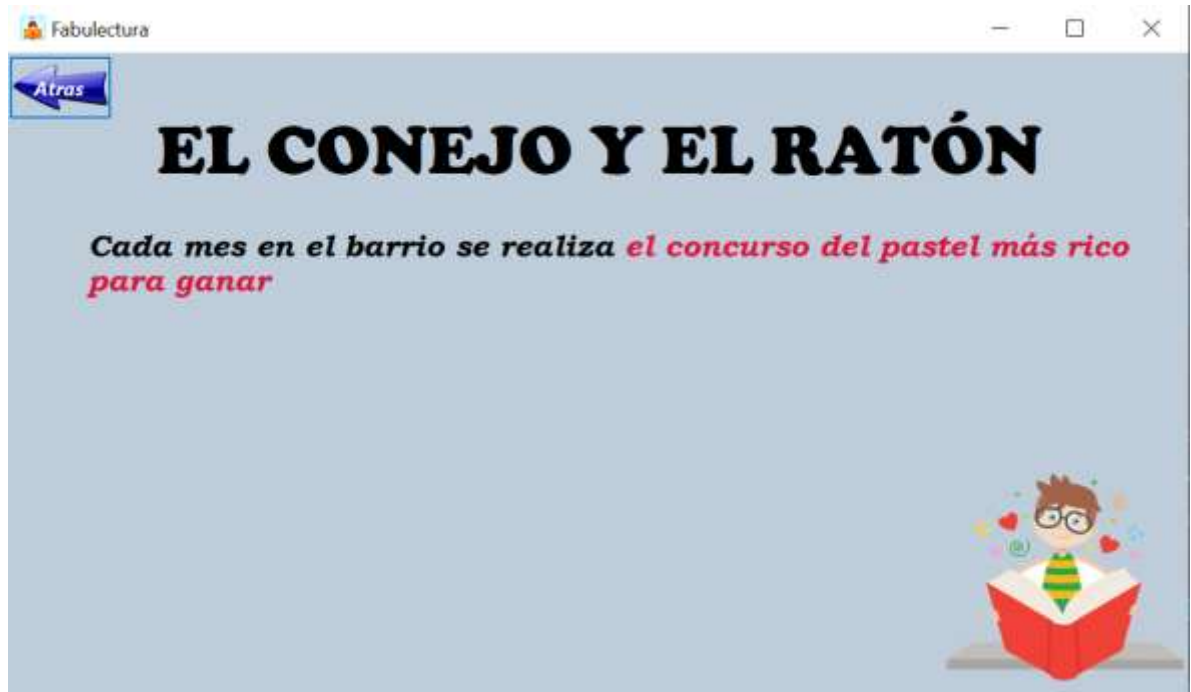 Fabulectura
Atras
EL CONEJO Y EL RATÓN
Cada mes en el barrio se realiza el concurso del pastel más rico
para ganar